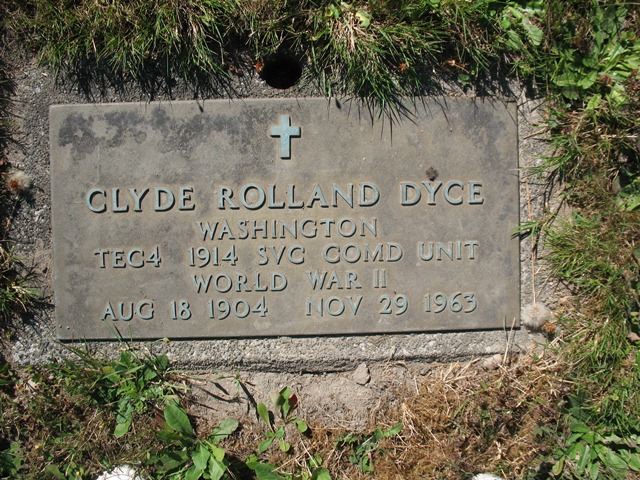 CLYDE ROLLAND DYCE
WASHINGTON
TEC4 1914 SVC COMD UNIT
WORLD WAR II
AUG 18 1904 NOV 29 1963